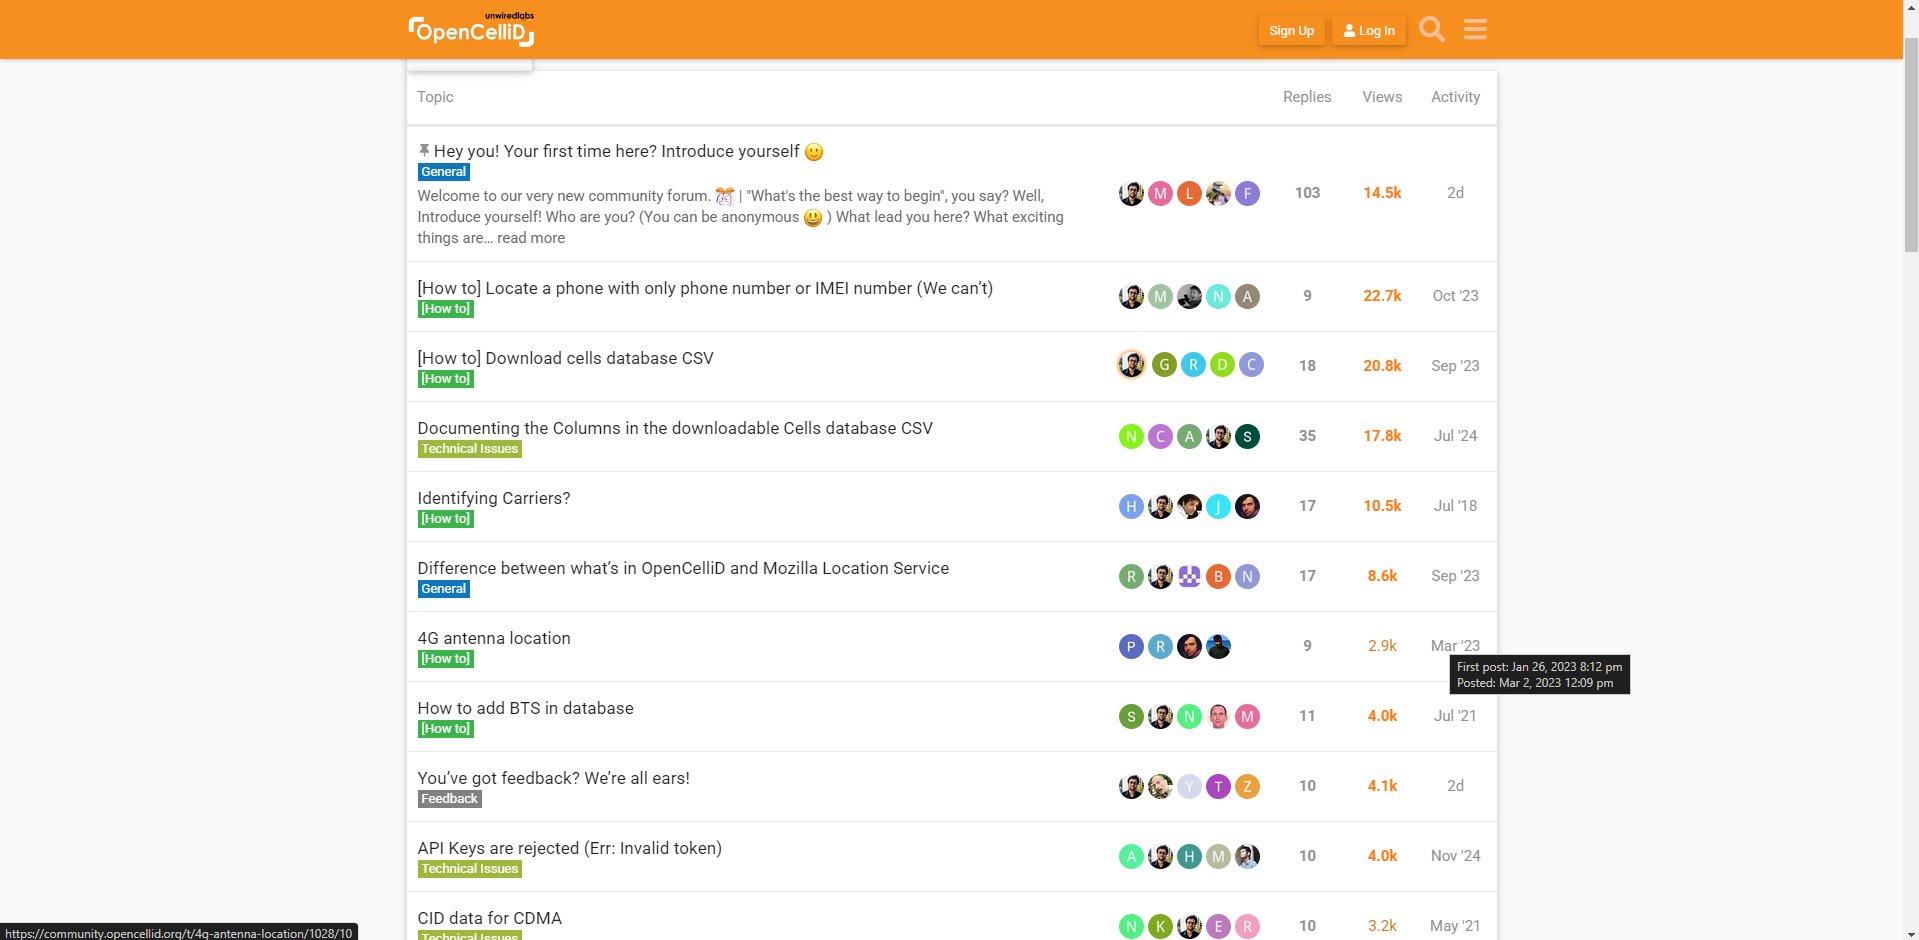 unwiredlabs
OpenCelliD
Sign Up
Log In
Topic Replies Views Activity
Hey you! Your first time here? Introduce yourself
General
Welcome to our very new community forum. | "What's the best way to begin", you say? Well,
Introduce yourself! Who are you? (You can be anonymous ) What lead you here? What exciting
things are… read more
M L F 103 14.5k 2d
[How to] Locate a phone with only phone number or IMEI number (We can’t)
[How to]
M N A 9 22.7k Oct '23
[How to] Download cells database CSV
[How to]
G R D C 18 20.8k Sep '23
Documenting the Columns in the downloadable Cells database CSV
Technical Issues
N C A S 35 17.8k Jul '24
Identifying Carriers?
[How to]
H J 17 10.5k Jul '18
Difference between what’s in OpenCelliD and Mozilla Location Service
General
R B N 17 8.6k Sep '23
4G antenna location
[How to]
P R 9 2.9k Mar '23
First post: Jan 26, 2023 8:12 pm
Posted: Mar 2, 2023 12:09 pm
How to add BTS in database
[How to]
S N M 11 4.0k Jul '21
You’ve got feedback? We’re all ears!
Feedback
Y T Z 10 4.1k 2d
API Keys are rejected (Err: Invalid token)
Technical Issues
A H M 10 4.0k Nov '24
CID data for CDMA
Technical Issues
N K E R 10 3.2k May '21
https://community.opencellid.org/t/4g-antenna-location/1028/10